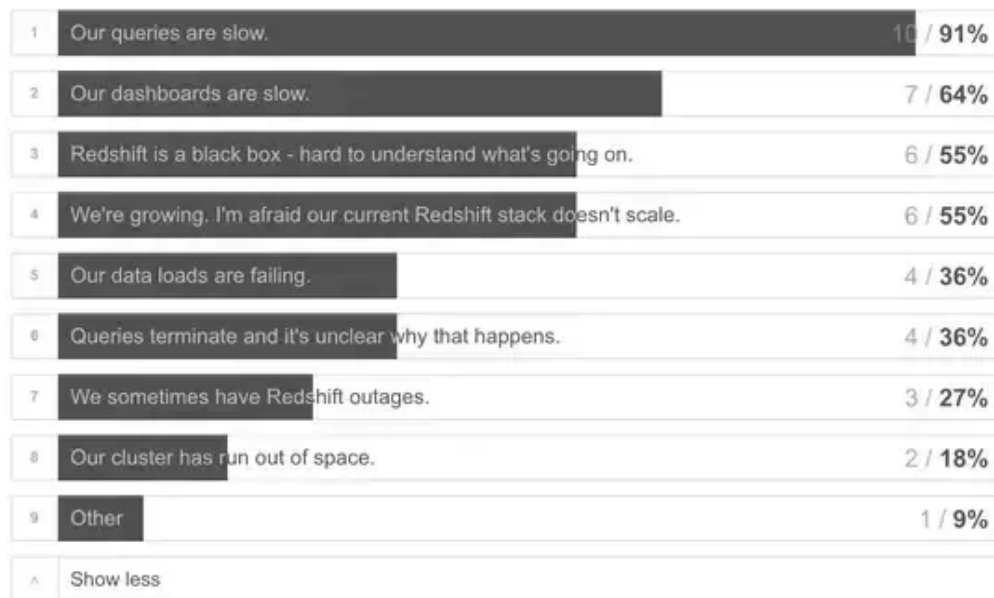 1 Our queries are slow. 10 / 91%
2 Our dashboards are slow. 7 / 64%
3 Redshift is a black box - hard to understand what's going on. 6 / 55%
4 We're growing. I'm afraid our current Redshift stack doesn't scale. 6 / 55%
5 Our data loads are failing. 4 / 36%
6 Queries terminate and it's unclear why that happens. 4 / 36%
7 We sometimes have Redshift outages. 3 / 27%
8 Our cluster has run out of space. 2 / 18%
9 Other 1 / 9%
^ Show less